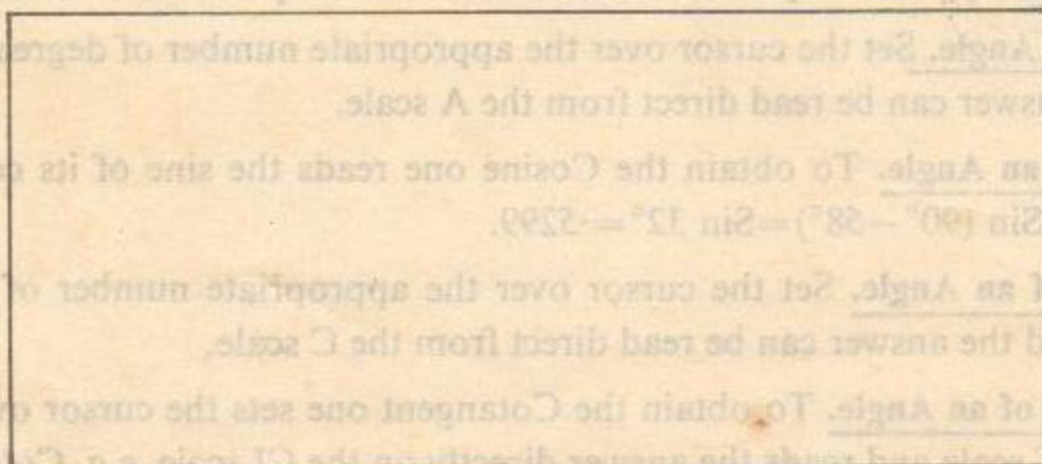 Angle. Set the cursor over the appropriate number of degre
swer can be read direct from the A scale.
an Angle. To obtain the Cosine one reads the sine of its c
Sin (90°−58°)=Sin 32°=·5299.
f an Angle. Set the cursor over the appropriate number of
d the answer can be read direct from the C scale.
of an Angle. To obtain the Cotangent one sets the cursor ov
scale and reads the answer directly on the CI scale, e.g. Co